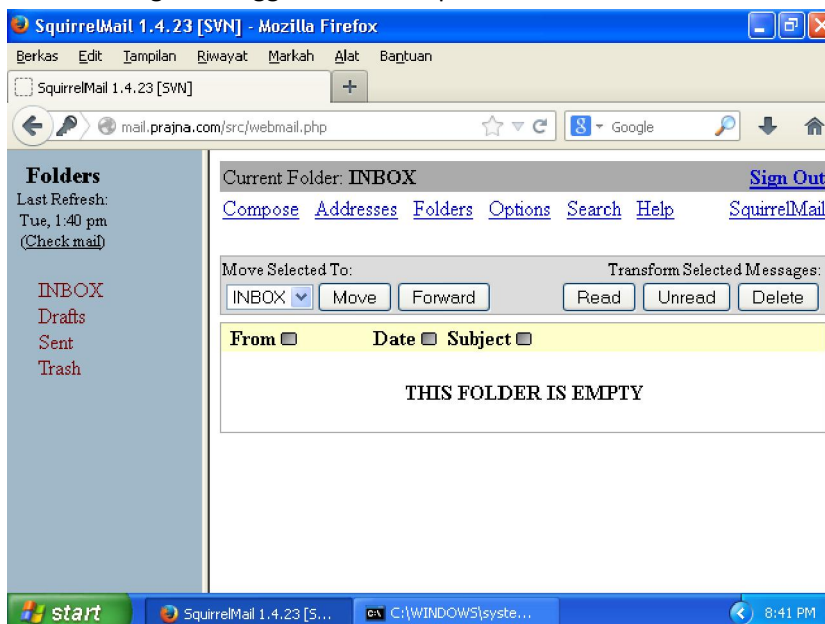 SquirrelMail 1.4.23 [SVN] - Mozilla Firefox
Berkas Edit Tampilan Riwayat Markah Alat Bantuan
SquirrelMail 1.4.23 [SVN]
mail.prajna.com/src/webmail.php Google
Folders
Last Refresh:
Tue, 1:40 pm
(Check mail)
INBOX
Drafts
Sent
Trash
Current Folder: INBOX Sign Out
Compose Addresses Folders Options Search Help SquirrelMail
Move Selected To: Transform Selected Messages:
INBOX Move Forward Read Unread Delete
From Date Subject
THIS FOLDER IS EMPTY
start SquirrelMail 1.4.23 [S... C:\WINDOWS\syste... 8:41 PM